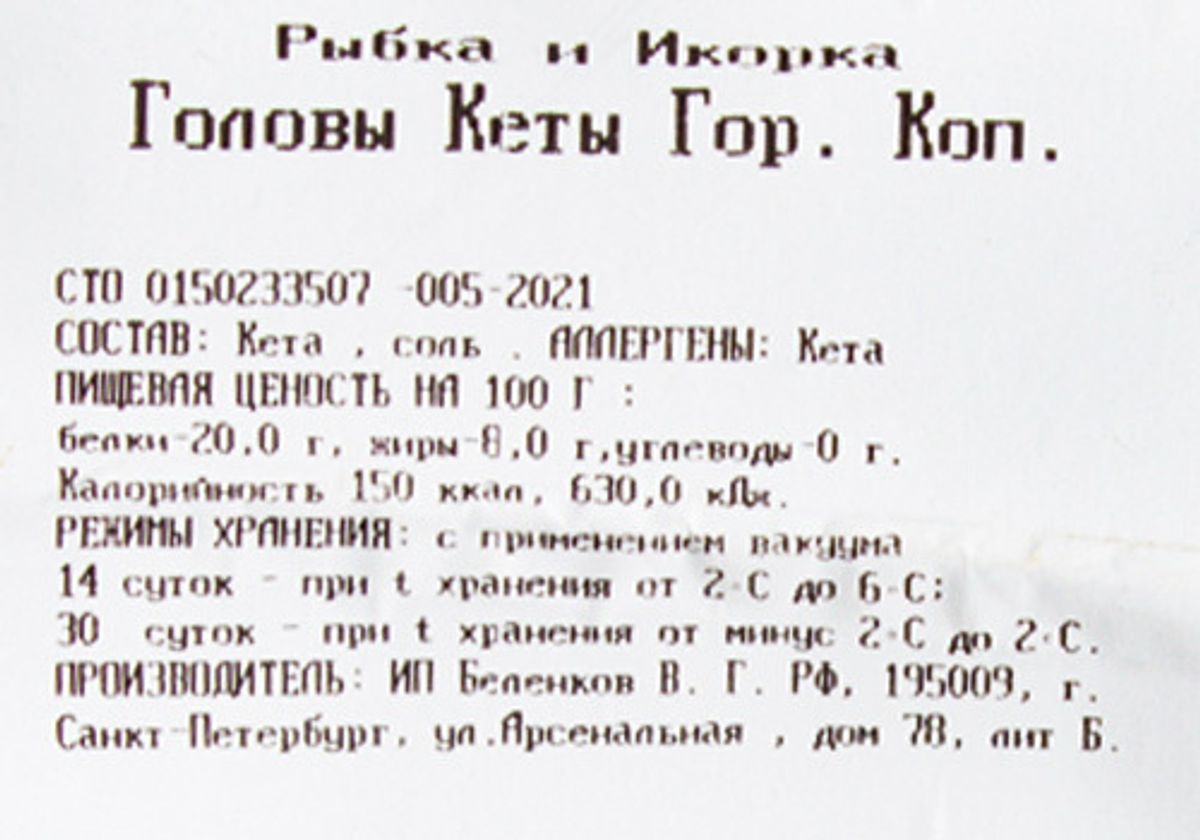 Рыбка и Икорка
Головы Кеты Гор. Коп.
СТО 0150233507 -005-2021
СОСТАВ: Кета , соль . АЛЛЕРГЕНЫ: Кета
ПИЩЕВАЯ ЦЕНОСТЬ НА 100 Г :
белки-20,0 г, жиры-8,0 г,углеводы-0 г.
Калорийность 150 ккал, 630,0 кДж.
РЕЖИМЫ ХРАНЕНИЯ: с применением вакуума
14 суток - при t хранения от 2°С до 6°С;
30 суток - при t хранения от минус 2°С до 2°С.
ПРОИЗВОДИТЕЛЬ: ИП Беленков В. Г. РФ, 195009, г.
Санкт-Петербург, ул.Арсенальная , дом 78, лит Б.